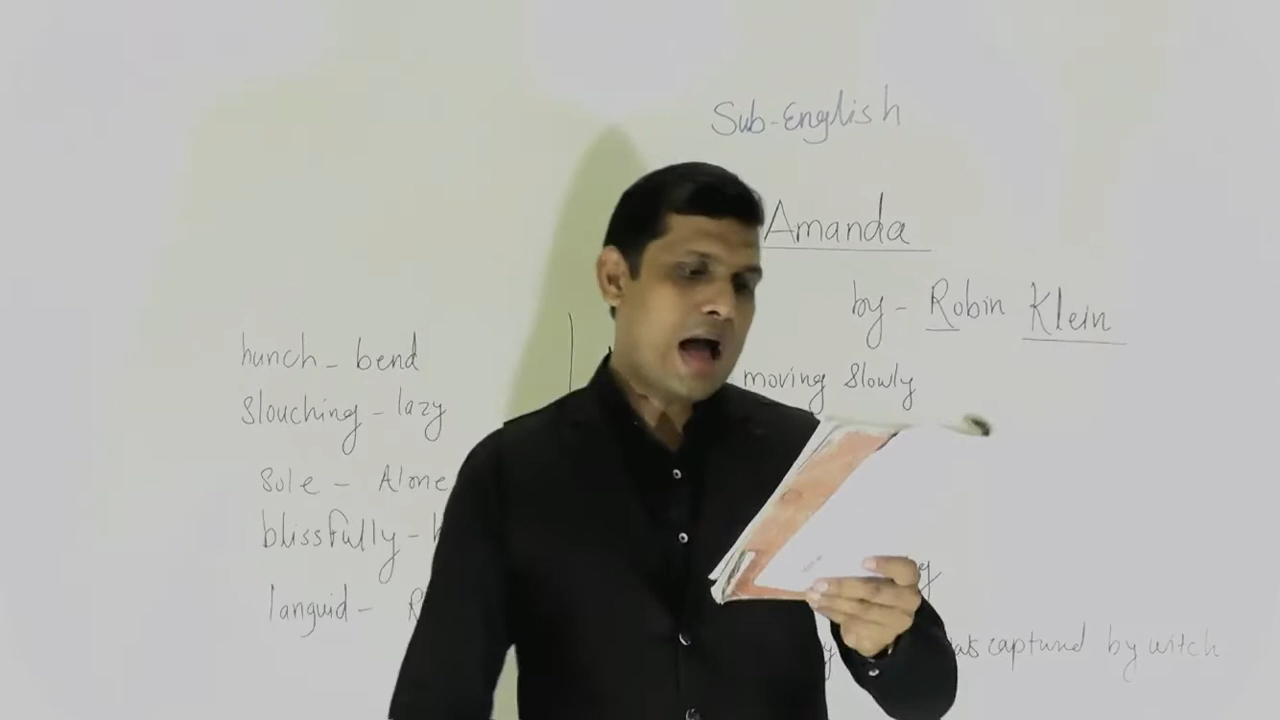 Sub-English
Amanda
by- Robin Klein
hunch - bend
moving slowly
slouching - lazy
sole - Alone
blissfully -
languid -
captured by witch